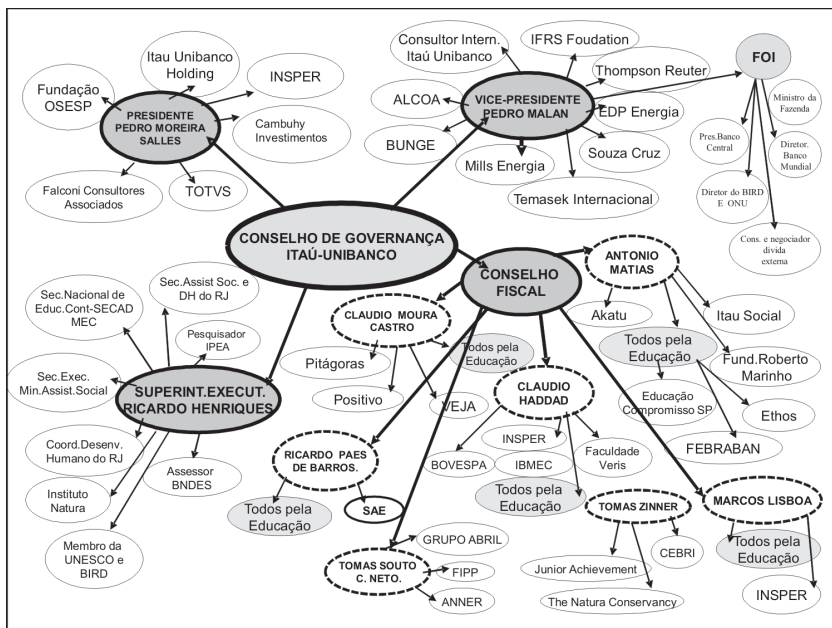 Fundação
OSESP
Itau Unibanco
Holding
INSPER
PRESIDENTE
PEDRO MOREIRA
SALLES
Cambuhy
Investimentos
Falconi Consultores
Associados
TOTVS
Consultor Intern.
Itaú Unibanco
IFRS Foudation
Thompson Reuter
ALCOA
VICE-PRESIDENTE
PEDRO MALAN
EDP Energia
BUNGE
Mills Energia
Souza Cruz
Temasek Internacional
FOI
Ministro da
Fazenda
Pres.Banco
Central
Diretor.
Banco
Mundial
Diretor do BIRD
E ONU
Cons. e negociador
divida
externa
CONSELHO DE GOVERNANÇA
ITAÚ-UNIBANCO
CONSELHO
FISCAL
Sec.Nacional de
Educ.Cont-SECAD
MEC
Sec.Assist Soc. e
DH do RJ
Pesquisador
IPEA
Sec.Exec.
Min.Assist.Social
SUPERINT.EXECUT.
RICARDO HENRIQUES
Coord.Desenv.
Humano do RJ
Instituto
Natura
Assessor
BNDES
Membro da
UNESCO e
BIRD
CLAUDIO MOURA
CASTRO
Pitágoras
Positivo
Todos pela
Educação
VEJA
ANTONIO
MATIAS
Akatu
Itau Social
Todos pela
Educação
Fund.Roberto
Marinho
Educação
Compromisso SP
Ethos
FEBRABAN
CLAUDIO
HADDAD
INSPER
BOVESPA
IBMEC
Faculdade
Veris
Todos pela
Educação
RICARDO PAES
DE BARROS.
Todos pela
Educação
SAE
TOMAS SOUTO
C. NETO.
GRUPO ABRIL
FIPP
ANNER
TOMAS ZINNER
CEBRI
Junior Achievement
The Natura Conservancy
MARCOS LISBOA
Todos pela
Educação
INSPER